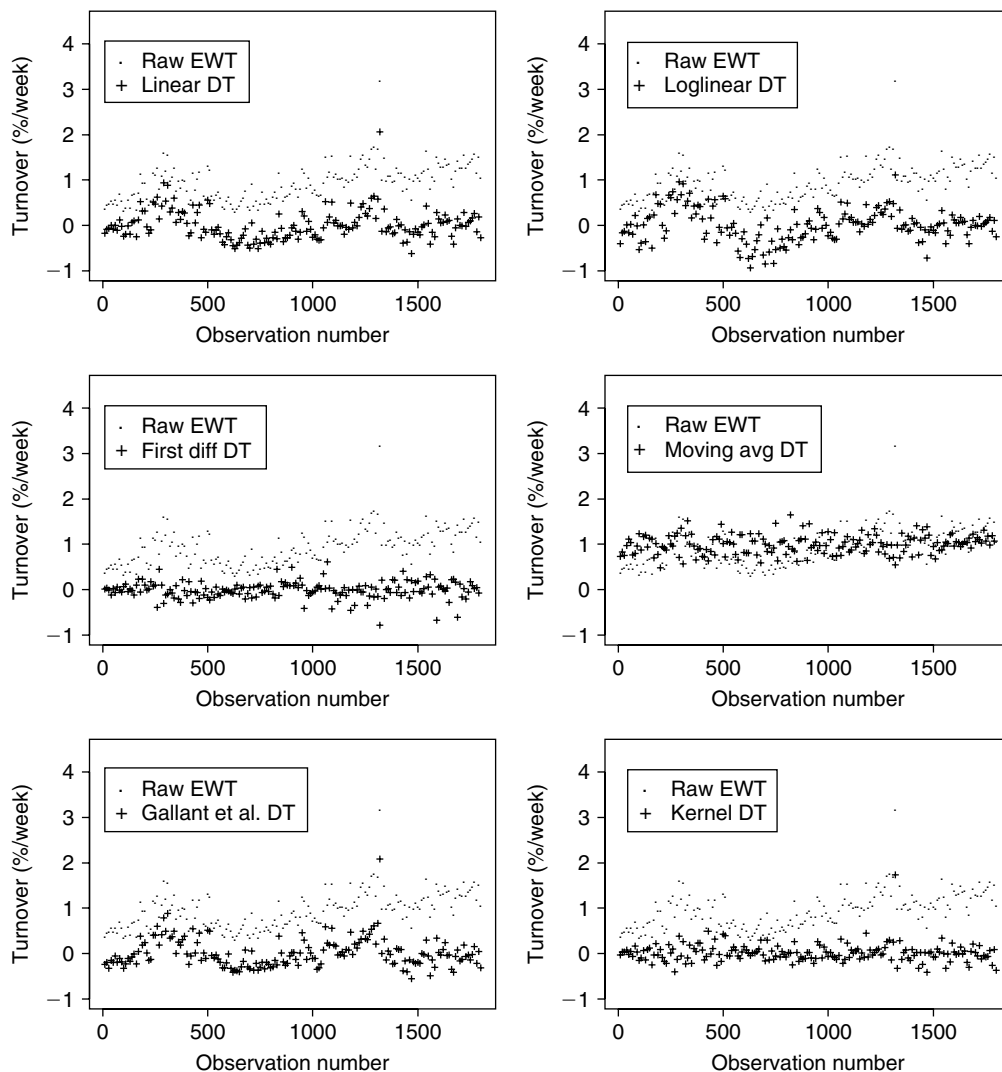 Turnover (%/week)
4
3
2
1
0
−1
· Raw EWT
+ Linear DT
0 500 1000 1500
Observation number
Turnover (%/week)
4
3
2
1
0
−1
· Raw EWT
+ Loglinear DT
0 500 1000 1500
Observation number
Turnover (%/week)
4
3
2
1
0
−1
· Raw EWT
+ First diff DT
0 500 1000 1500
Observation number
Turnover (%/week)
4
3
2
1
0
−1
· Raw EWT
+ Moving avg DT
0 500 1000 1500
Observation number
Turnover (%/week)
4
3
2
1
0
−1
· Raw EWT
+ Gallant et al. DT
0 500 1000 1500
Observation number
Turnover (%/week)
4
3
2
1
0
−1
· Raw EWT
+ Kernel DT
0 500 1000 1500
Observation number